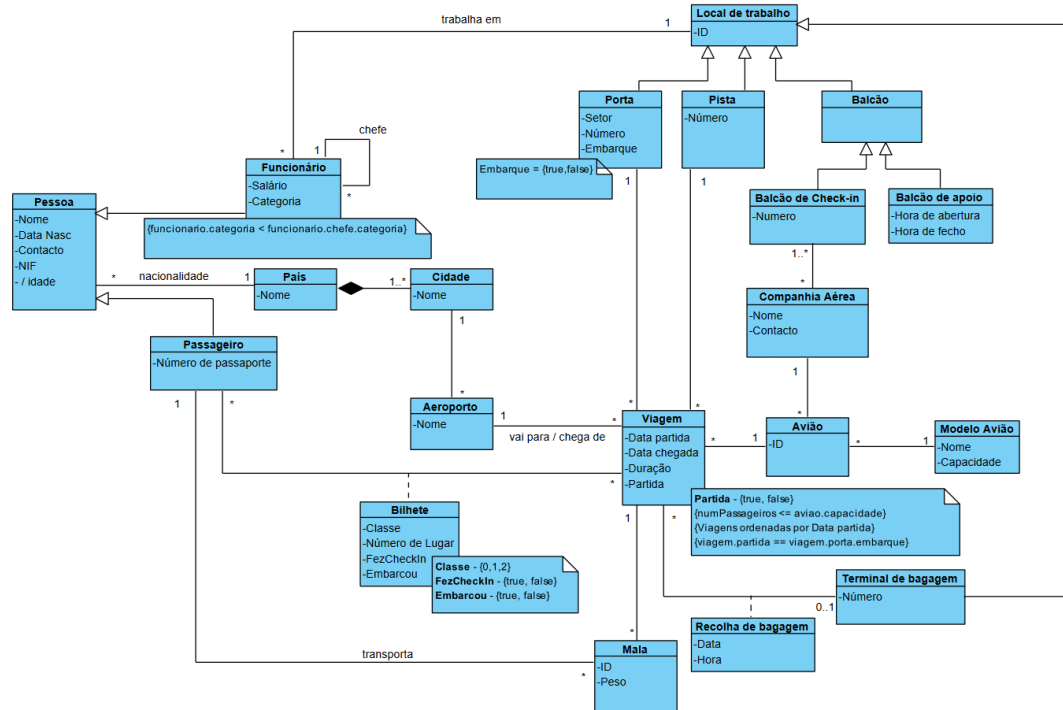 Local de trabalho
-ID
trabalha em
1
*
Porta
-Setor
-Número
-Embarque
Embarque = {true,false}
1
Pista
-Número
1
Balcão
chefe
1
*
Funcionário
-Salário
-Categoria
{funcionario.categoria < funcionario.chefe.categoria}
Balcão de Check-in
-Numero
1..*
Balcão de apoio
-Hora de abertura
-Hora de fecho
Pessoa
-Nome
-Data Nasc
-Contacto
-NIF
- / idade
*
nacionalidade
1
País
-Nome
1..*
Cidade
-Nome
1
*
Companhia Aérea
-Nome
-Contacto
1
*
Passageiro
-Número de passaporte
1
*
Aeroporto
-Nome
1
vai para / chega de
*
*
*
Viagem
-Data partida
-Data chegada
-Duração
-Partida
*
1
Avião
-ID
*
1
Modelo Avião
-Nome
-Capacidade
*
1
*
Partida - {true, false}
{numPassageiros <= aviao.capacidade}
{Viagens ordenadas por Data partida}
{viagem.partida == viagem.porta.embarque}
Bilhete
-Classe
-Número de Lugar
-FezCheckIn
-Embarcou
Classe - {0,1,2}
FezCheckIn - {true, false}
Embarcou - {true, false}
Terminal de bagagem
-Número
0..1
Recolha de bagagem
-Data
-Hora
*
transporta
*
Mala
-ID
-Peso